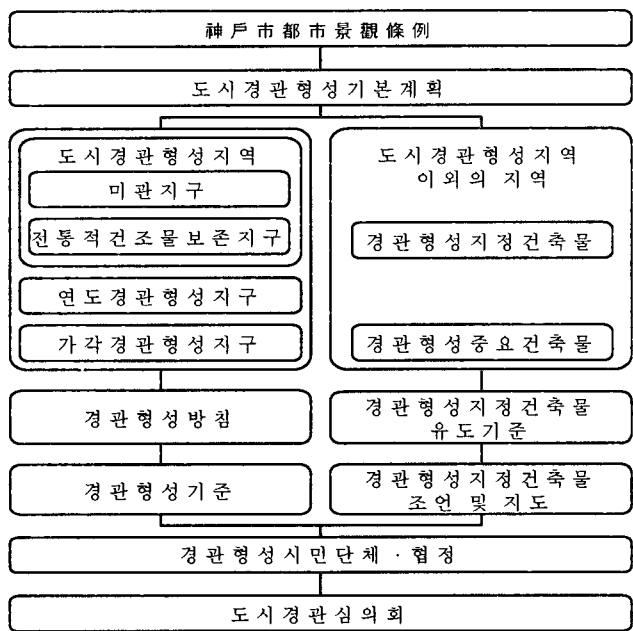 神戶市都市景觀條例
도시경관형성기본계획
도시경관형성지역
미관지구
전통적건조물보존지구
연도경관형성지구
가각경관형성지구
도시경관형성지역
이외의 지역
경관형성지정건축물
경관형성중요건축물
경관형성방침
경관형성기준
경관형성지정건축물
유도기준
경관형성지정건축물
조언 및 지도
경관형성시민단체 · 협정
도시경관심의회